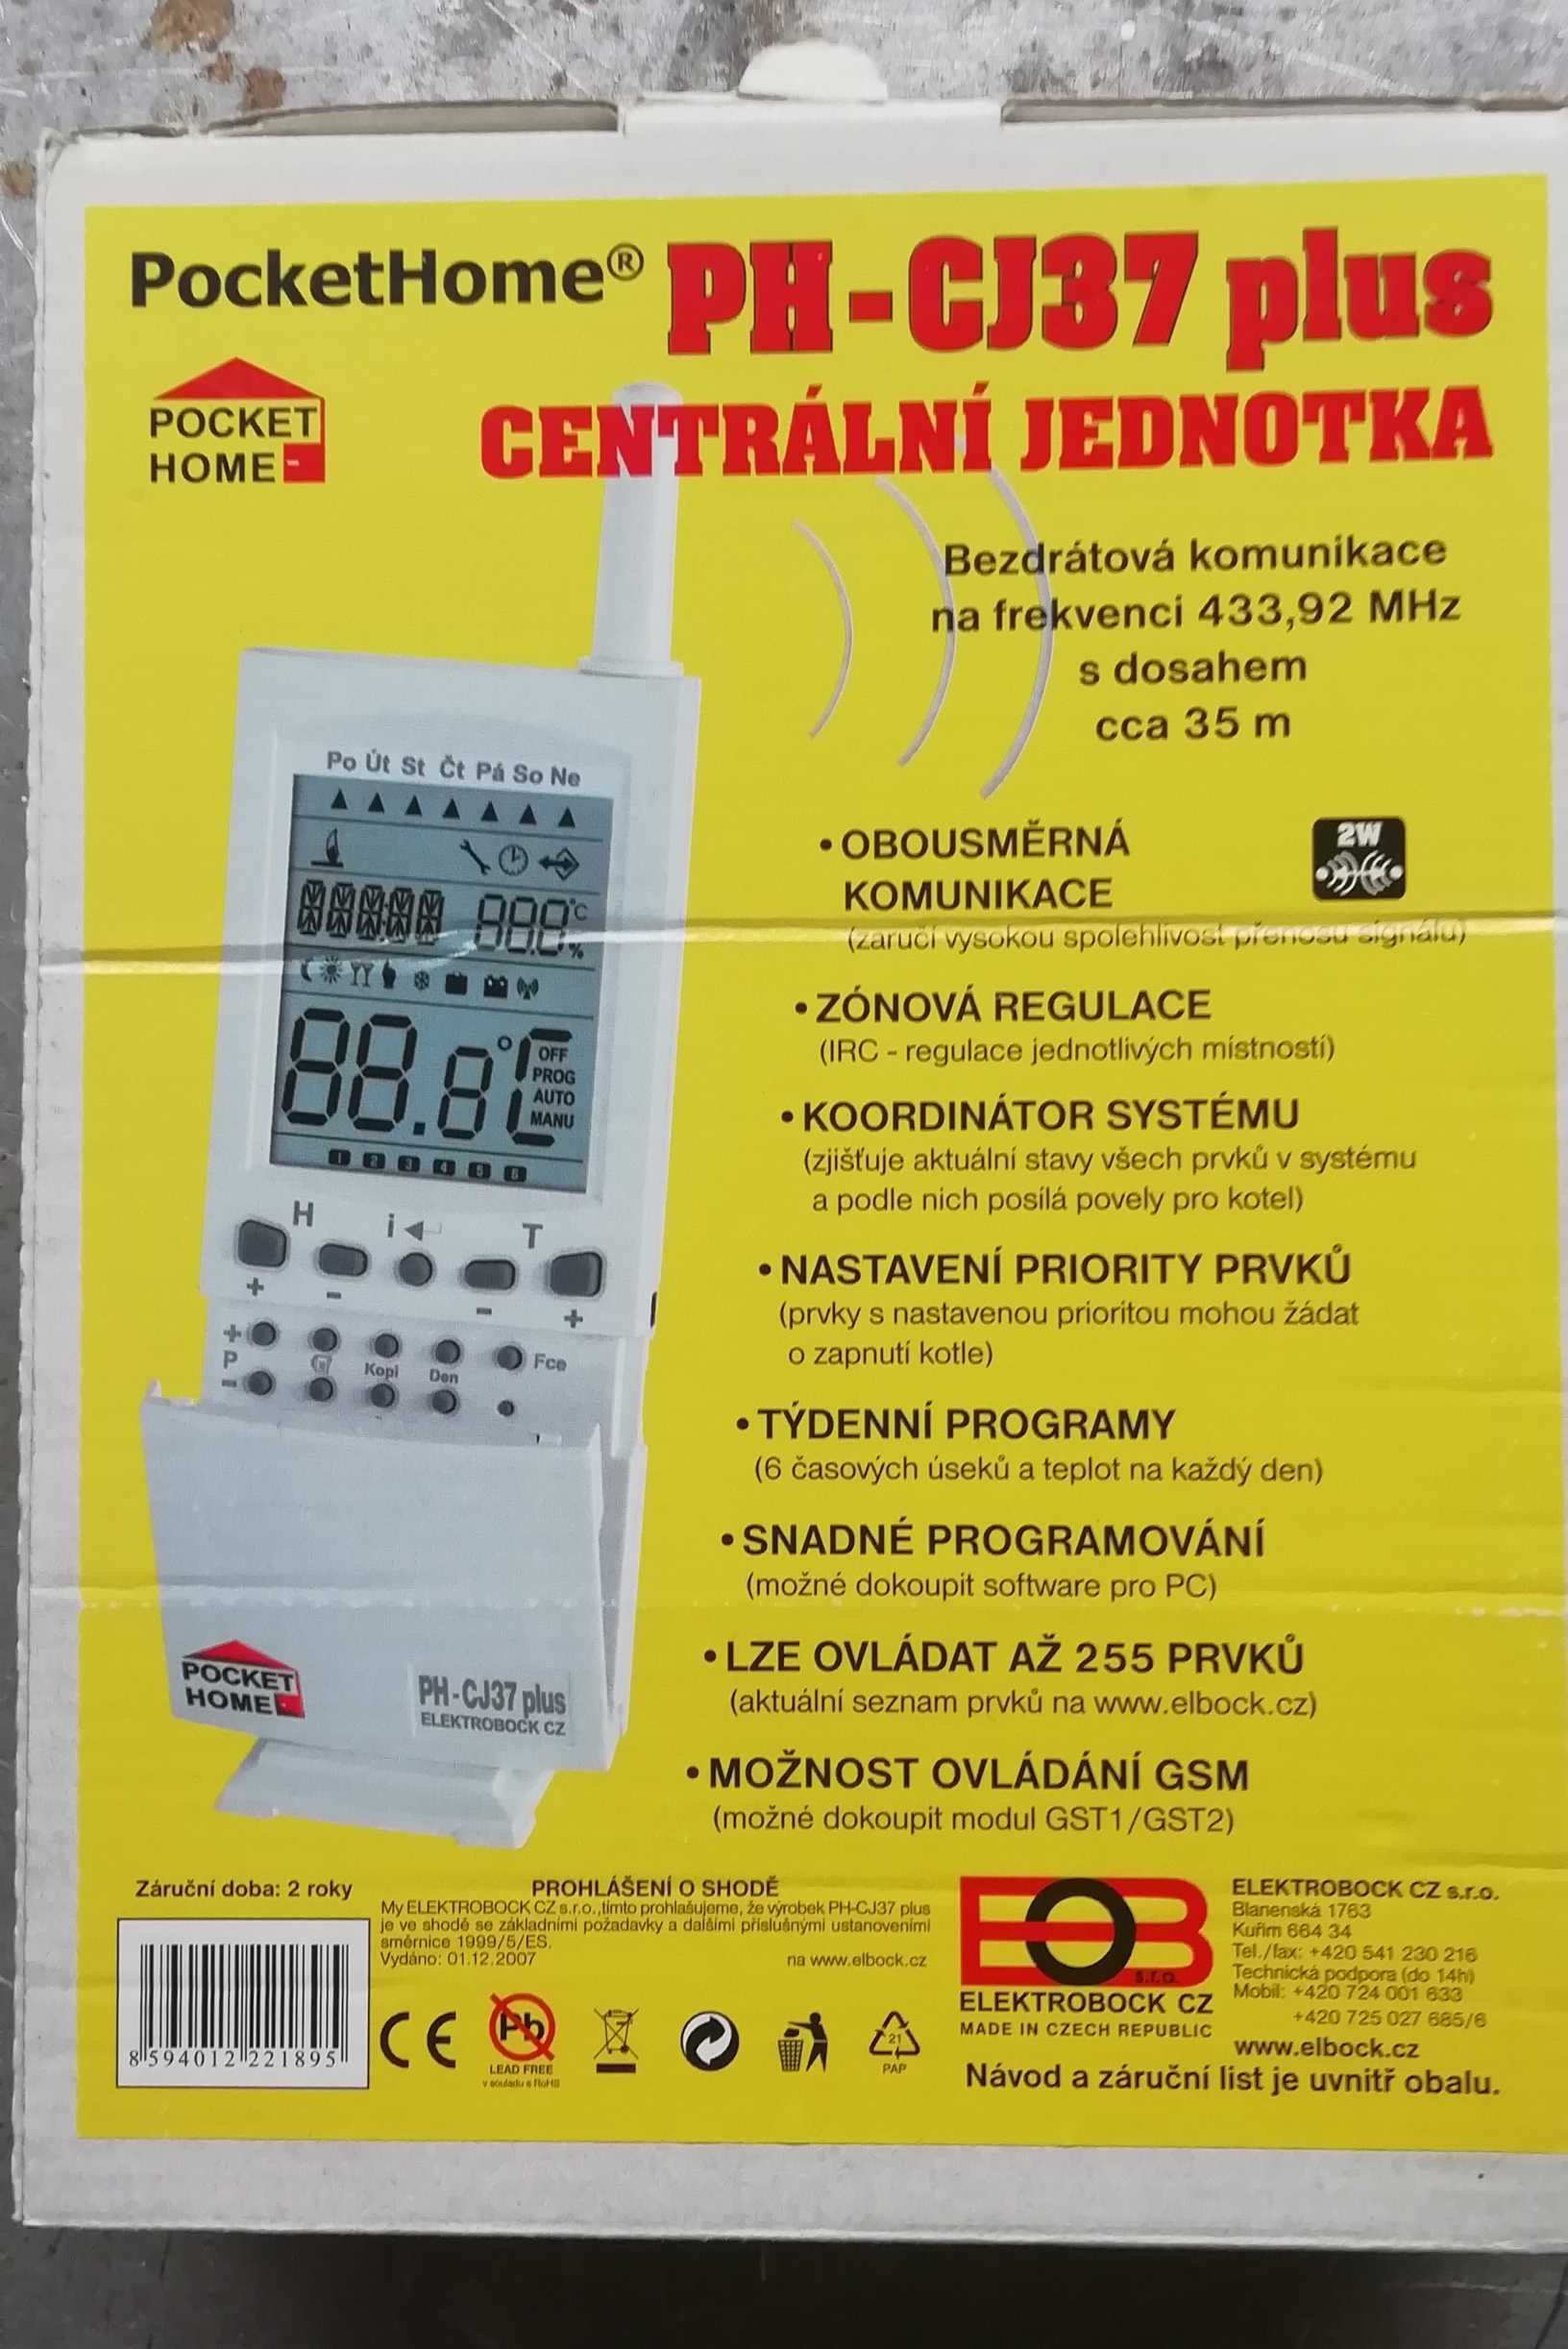 PocketHome® PH-CJ37 plus
POCKET
HOME
CENTRÁLNÍ JEDNOTKA
Bezdrátová komunikace
na frekvenci 433,92 MHz
s dosahem
cca 35 m
Po Út St Čt Pá So Ne
°C
%
88.8°
OFF
PROG
AUTO
MANU
1 2 3 4 5 6
H i T
+ - - +
+
P
-
Kopi Den Fce
POCKET
HOME
PH-CJ37 plus
ELEKTROBOCK CZ
• OBOUSMĚRNÁ
KOMUNIKACE
2W
(zaručí vysokou spolehlivost přenosu signálu)
• ZÓNOVÁ REGULACE
(IRC - regulace jednotlivých místností)
• KOORDINÁTOR SYSTÉMU
(zjišťuje aktuální stavy všech prvků v systému
a podle nich posílá povely pro kotel)
• NASTAVENÍ PRIORITY PRVKŮ
(prvky s nastavenou prioritou mohou žádat
o zapnutí kotle)
• TÝDENNÍ PROGRAMY
(6 časových úseků a teplot na každý den)
• SNADNÉ PROGRAMOVÁNÍ
(možné dokoupit software pro PC)
• LZE OVLÁDAT AŽ 255 PRVKŮ
(aktuální seznam prvků na www.elbock.cz)
• MOŽNOST OVLÁDÁNÍ GSM
(možné dokoupit modul GST1/GST2)
Záruční doba: 2 roky
8 594012 221895
PROHLÁŠENÍ O SHODĚ
My ELEKTROBOCK CZ s.r.o.,tímto prohlašujeme, že výrobek PH-CJ37 plus
je ve shodě se základními požadavky a dalšími příslušnými ustanoveními
směrnice 1999/5/ES.
Vydáno: 01.12.2007 na www.elbock.cz
CE
Pb
LEAD FREE
v souladu s RoHS
21
PAP
EOB
s.r.o.
ELEKTROBOCK CZ
MADE IN CZECH REPUBLIC
ELEKTROBOCK CZ s.r.o.
Blanenská 1763
Kuřim 664 34
Tel./fax: +420 541 230 216
Technická podpora (do 14h)
Mobil: +420 724 001 633
+420 725 027 685/6
www.elbock.cz
Návod a záruční list je uvnitř obalu.